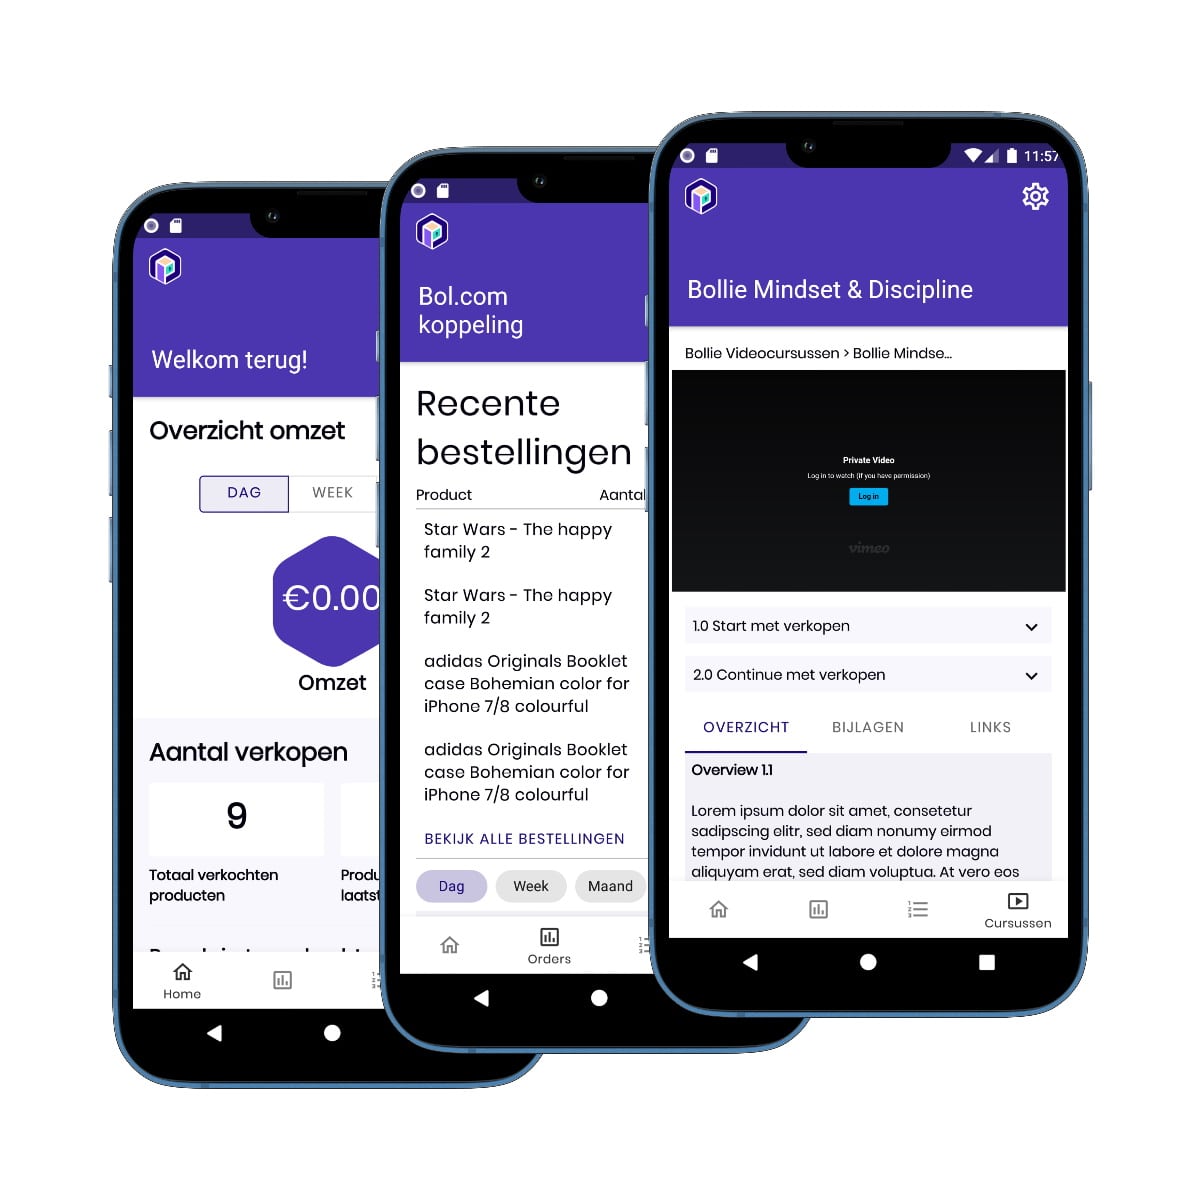 Welkom terug!
Overzicht omzet
DAG WEEK
€0.00
Omzet
Aantal verkopen
9
Totaal verkochten
producten
Home
Bol.com
koppeling
Recente
bestellingen
Product Aantal
Star Wars - The happy
family 2
Star Wars - The happy
family 2
adidas Originals Booklet
case Bohemian color for
iPhone 7/8 colourful
adidas Originals Booklet
case Bohemian color for
iPhone 7/8 colourful
BEKIJK ALLE BESTELLINGEN
Dag Week Maand
Orders
11:57
Bollie Mindset & Discipline
Bollie Videocursussen > Bollie Mindse...
Private Video
Log in to watch (if you have permission)
Log in
vimeo
1.0 Start met verkopen
2.0 Continue met verkopen
OVERZICHT BIJLAGEN LINKS
Overview 1.1
Lorem ipsum dolor sit amet, consetetur
sadipscing elitr, sed diam nonumy eirmod
tempor invidunt ut labore et dolore magna
aliquyam erat, sed diam voluptua. At vero eos
Cursussen